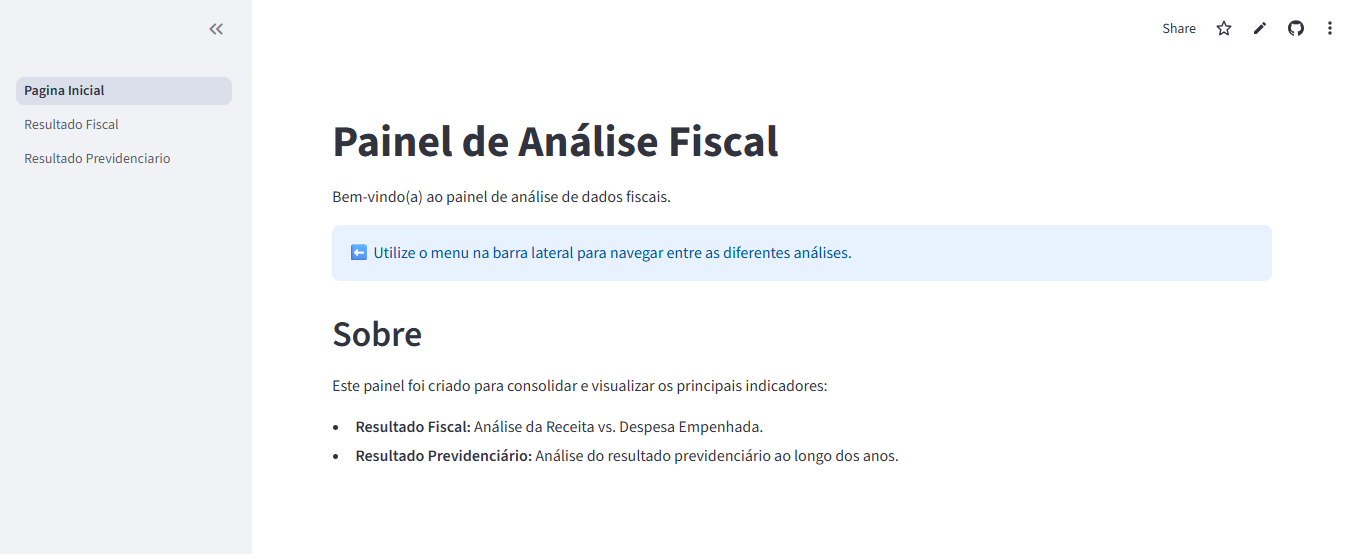 Share
Pagina Inicial
Resultado Fiscal
Resultado Previdenciario
Painel de Análise Fiscal
Bem-vindo(a) ao painel de análise de dados fiscais.
Utilize o menu na barra lateral para navegar entre as diferentes análises.
Sobre
Este painel foi criado para consolidar e visualizar os principais indicadores:
Resultado Fiscal: Análise da Receita vs. Despesa Empenhada.
Resultado Previdenciário: Análise do resultado previdenciário ao longo dos anos.